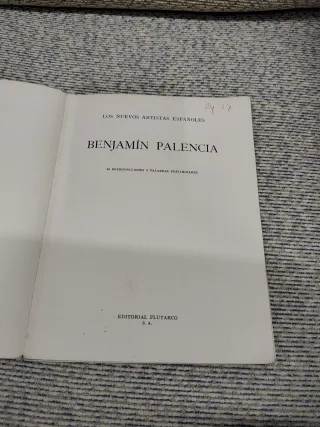 LOS NUEVOS ARTISTAS ESPAÑOLES
BENJAMÍN PALENCIA
REPRODUCCIONES Y PALABRAS PRELIMINARES
EDITORIAL PLUTARCO
S. A.